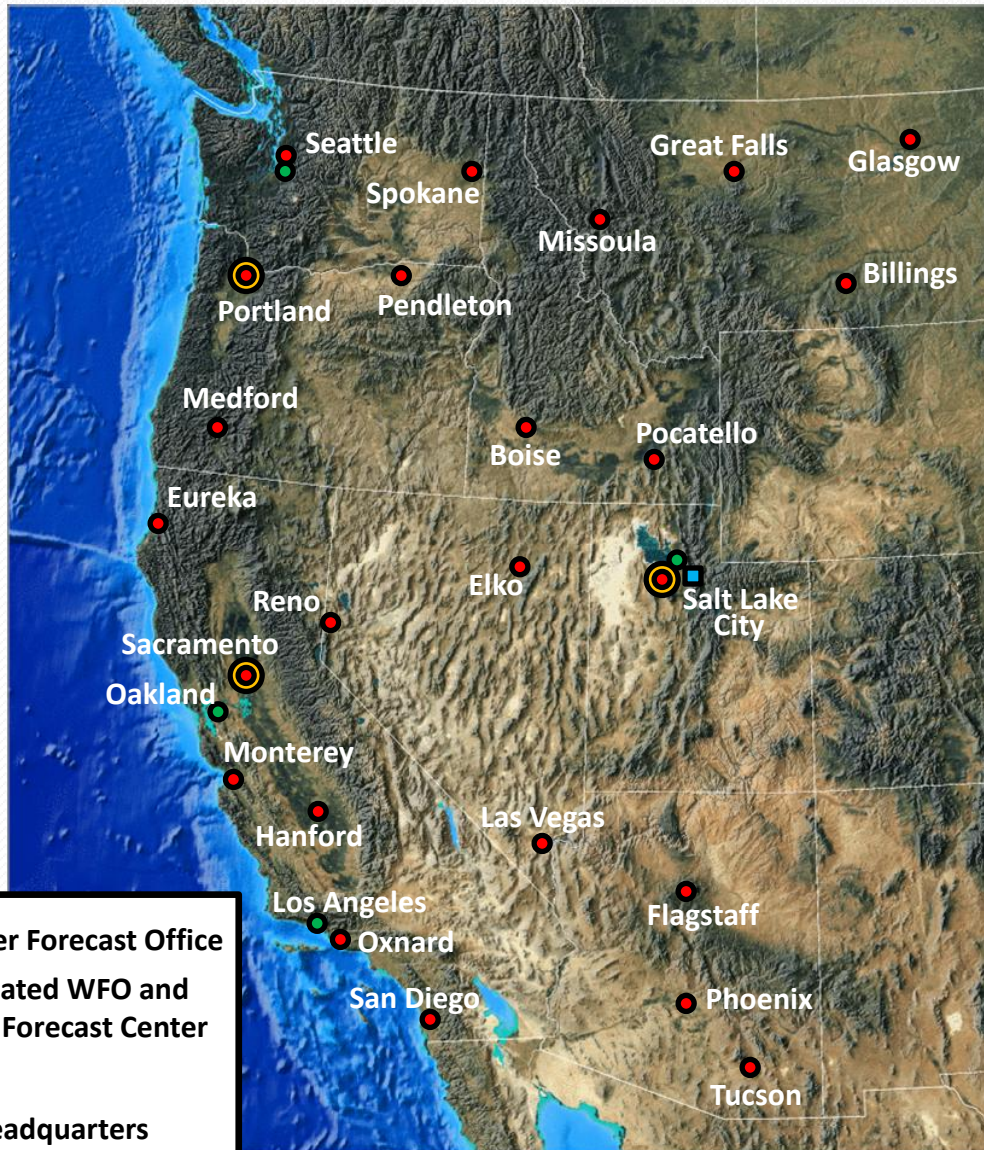 Seattle
Spokane
Great Falls
Glasgow
Missoula
Billings
Portland
Pendleton
Medford
Boise
Pocatello
Eureka
Elko
Salt Lake
City
Reno
Sacramento
Oakland
Monterey
Hanford
Las Vegas
Los Angeles
Oxnard
Flagstaff
San Diego
Phoenix
Tucson
er Forecast Office
ated WFO and
Forecast Center
eadquarters